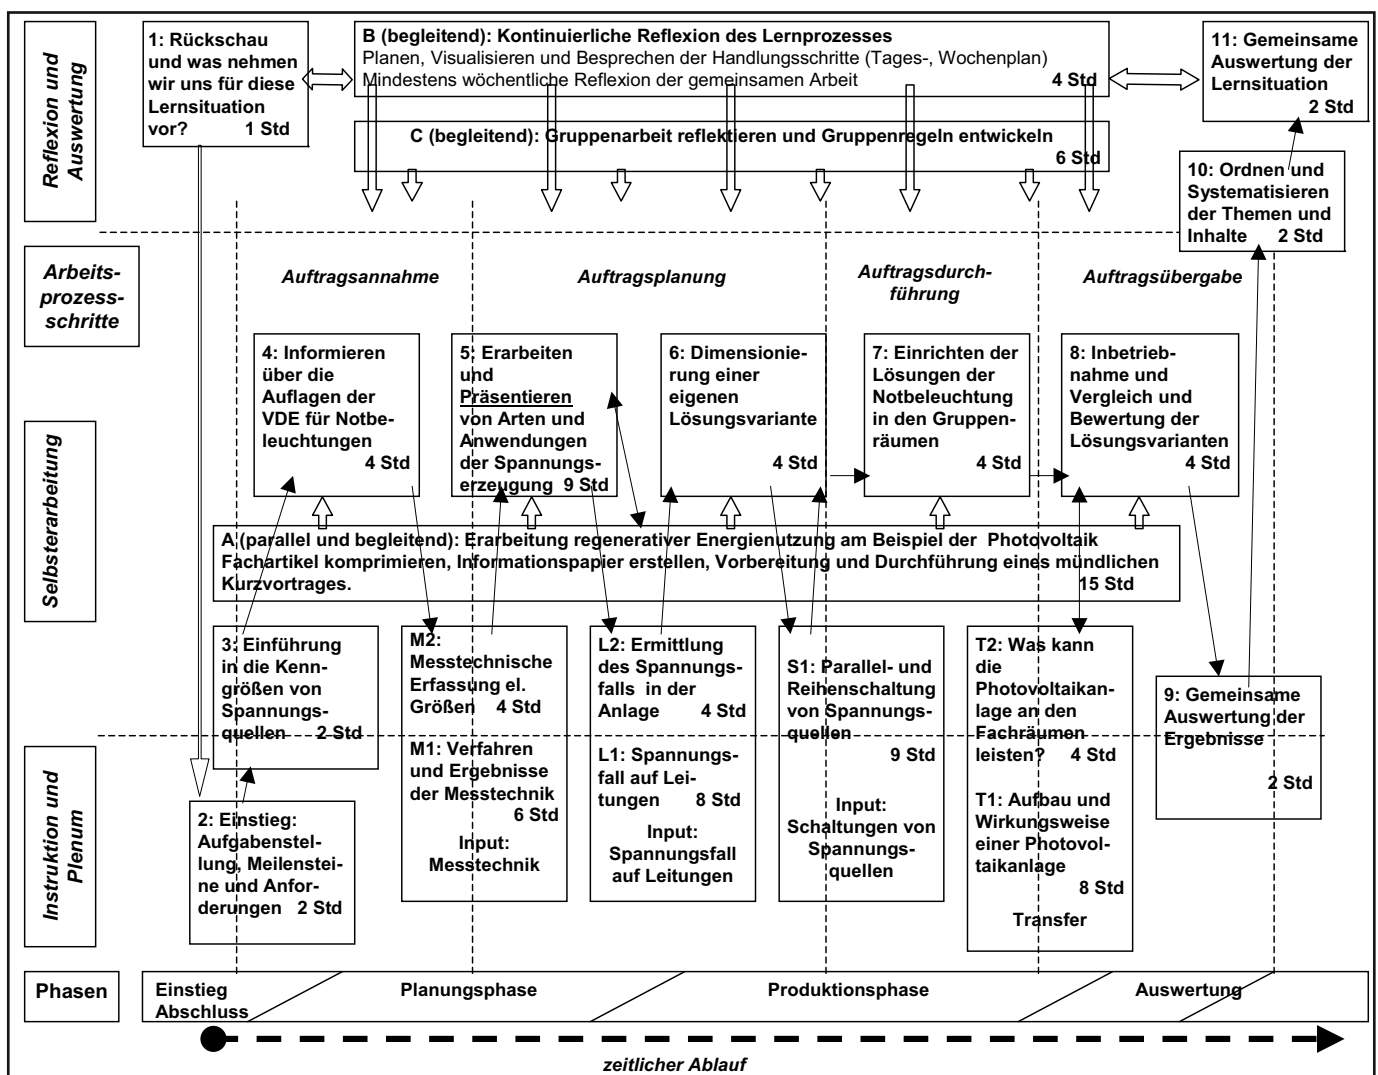 Reflexion und
Auswertung
1: Rückschau
und was nehmen
wir uns für diese
Lernsituation
vor? 1 Std
B (begleitend): Kontinuierliche Reflexion des Lernprozesses
Planen, Visualisieren und Besprechen der Handlungsschritte (Tages-, Wochenplan)
Mindestens wöchentliche Reflexion der gemeinsamen Arbeit 4 Std
11: Gemeinsame
Auswertung der
Lernsituation
2 Std
C (begleitend): Gruppenarbeit reflektieren und Gruppenregeln entwickeln
6 Std
10: Ordnen und
Systematisieren
der Themen und
Inhalte 2 Std
Arbeits-
prozess-
schritte
Auftragsannahme
Auftragsplanung
Auftragsdurch-
führung
Auftragsübergabe
Selbsterarbeitung
4: Informieren
über die
Auflagen der
VDE für Notbe-
leuchtungen
4 Std
5: Erarbeiten
und
Präsentieren
von Arten und
Anwendungen
der Spannungs-
erzeugung 9 Std
6: Dimensionie-
rung einer
eigenen
Lösungsvariante
4 Std
7: Einrichten der
Lösungen der
Notbeleuchtung
in den Gruppen-
räumen
4 Std
8: Inbetrieb-
nahme und
Vergleich und
Bewertung der
Lösungsvarianten
4 Std
A (parallel und begleitend): Erarbeitung regenerativer Energienutzung am Beispiel der Photovoltaik
Fachartikel komprimieren, Informationspapier erstellen, Vorbereitung und Durchführung eines mündlichen
Kurzvortrages. 15 Std
3: Einführung
in die Kenn-
größen von
Spannungs-
quellen 2 Std
M2:
Messtechnische
Erfassung el.
Größen 4 Std
M1: Verfahren
und Ergebnisse
der Messtechnik
6 Std
Input:
Messtechnik
L2: Ermittlung
des Spannungs-
falls in der
Anlage 4 Std
L1: Spannungs-
fall auf Lei-
tungen 8 Std
Input:
Spannungsfall
auf Leitungen
S1: Parallel- und
Reihenschaltung
von Spannungs-
quellen
9 Std
Input:
Schaltungen von
Spannungs-
quellen
T2: Was kann
die
Photovoltaikan-
lage an den
Fachräumen
leisten? 4 Std
T1: Aufbau und
Wirkungsweise
einer Photovol-
taikanlage
8 Std
Transfer
9: Gemeinsame
Auswertung der
Ergebnisse
2 Std
Instruktion und
Plenum
2: Einstieg:
Aufgabenstel-
lung, Meilenstei-
ne und Anfor-
derungen 2 Std
Phasen
Einstieg
Abschluss
Planungsphase
Produktionsphase
Auswertung
zeitlicher Ablauf